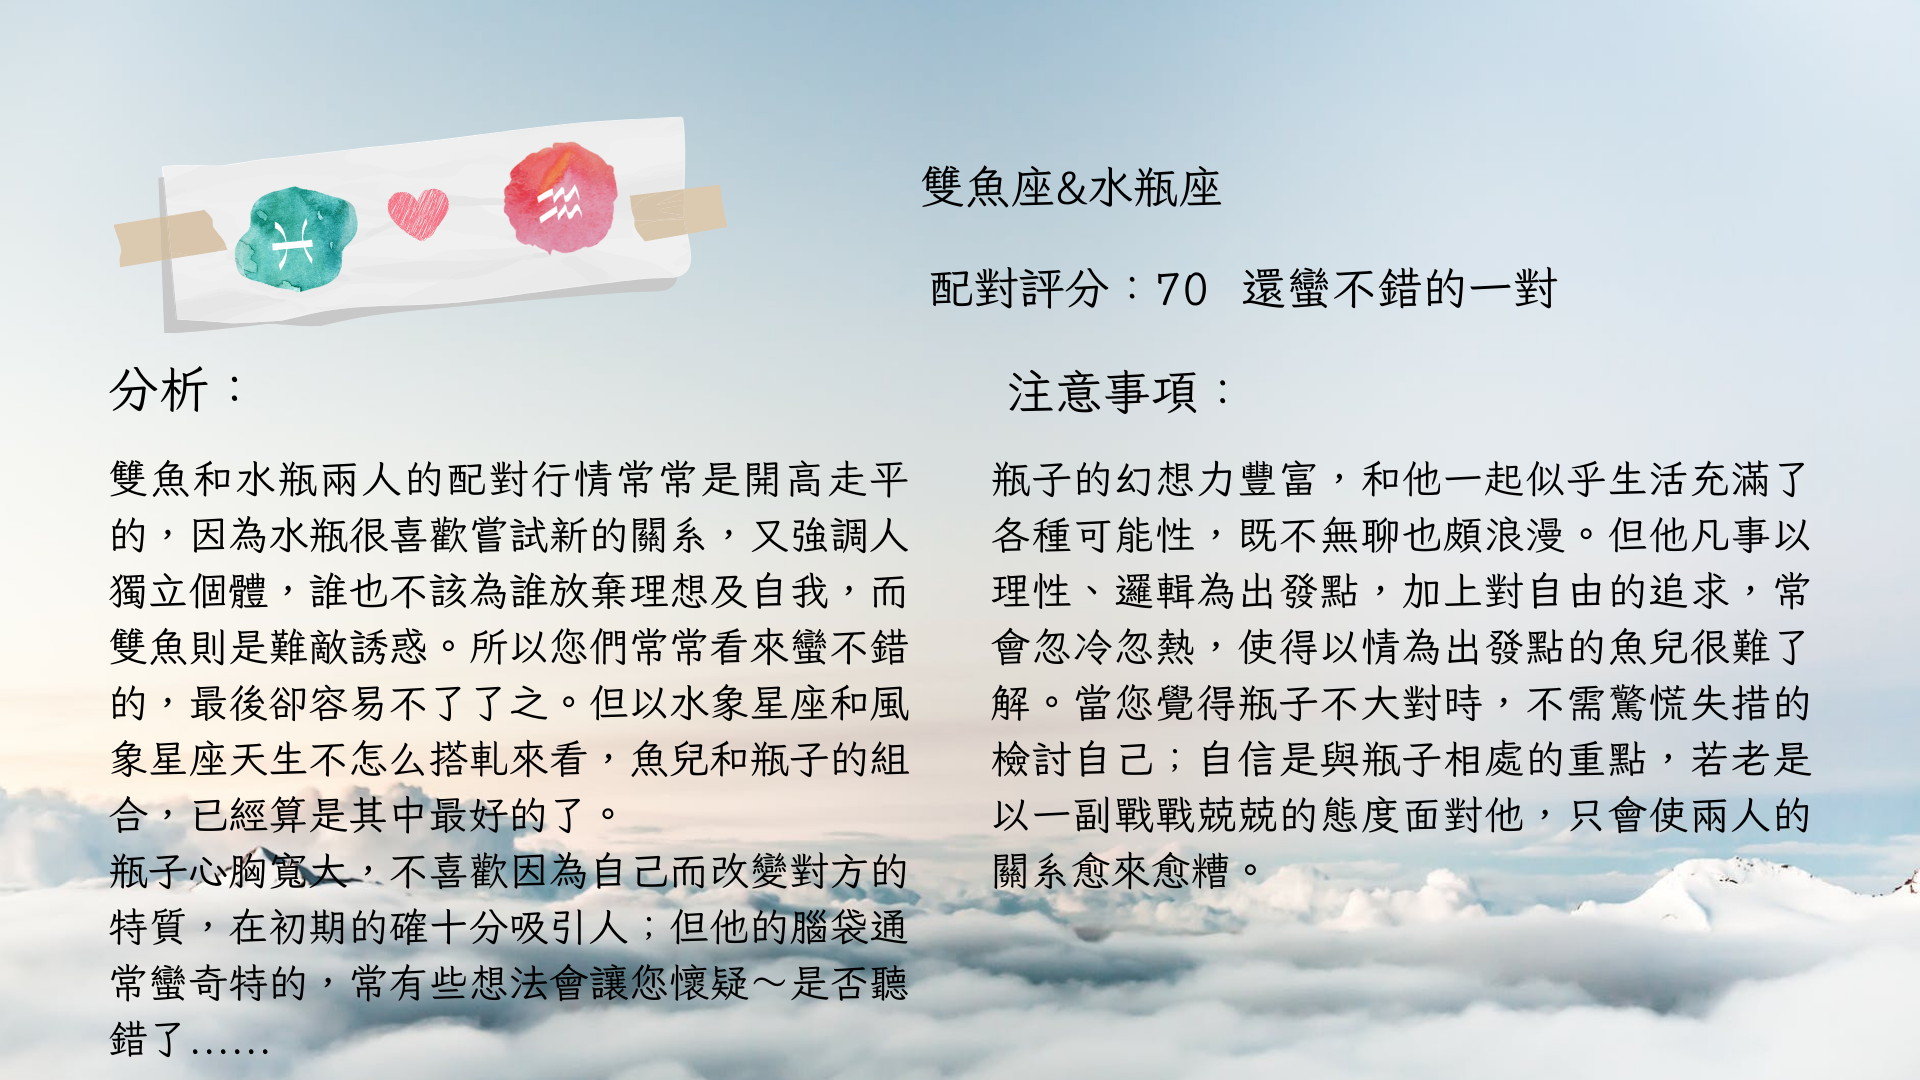 雙魚座&水瓶座
配對評分：70 還蠻不錯的一對
分析：
雙魚和水瓶兩人的配對行情常常是開高走平
的，因為水瓶很喜歡嘗試新的關系，又強調人
獨立個體，誰也不該為誰放棄理想及自我，而
雙魚則是難敵誘惑。所以您們常常看來蠻不錯
的，最後卻容易不了了之。但以水象星座和風
象星座天生不怎么搭軋來看，魚兒和瓶子的組
合，已經算是其中最好的了。
瓶子心胸寬大，不喜歡因為自己而改變對方的
特質，在初期的確十分吸引人；但他的腦袋通
常蠻奇特的，常有些想法會讓您懷疑～是否聽
錯了……
注意事項：
瓶子的幻想力豐富，和他一起似乎生活充滿了
各種可能性，既不無聊也頗浪漫。但他凡事以
理性、邏輯為出發點，加上對自由的追求，常
會忽冷忽熱，使得以情為出發點的魚兒很難了
解。當您覺得瓶子不大對時，不需驚慌失措的
檢討自己；自信是與瓶子相處的重點，若老是
以一副戰戰兢兢的態度面對他，只會使兩人的
關系愈來愈糟。